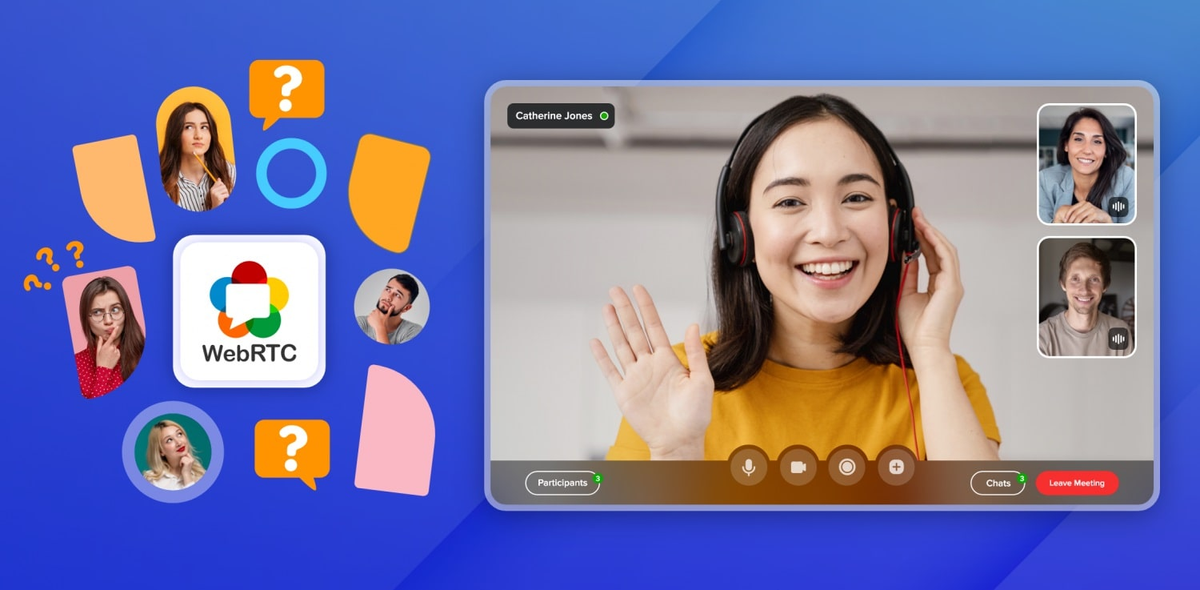 ?
? ? ?
WebRTC
?
Catherine Jones
Participants
3
Chats
3
Leave Meeting